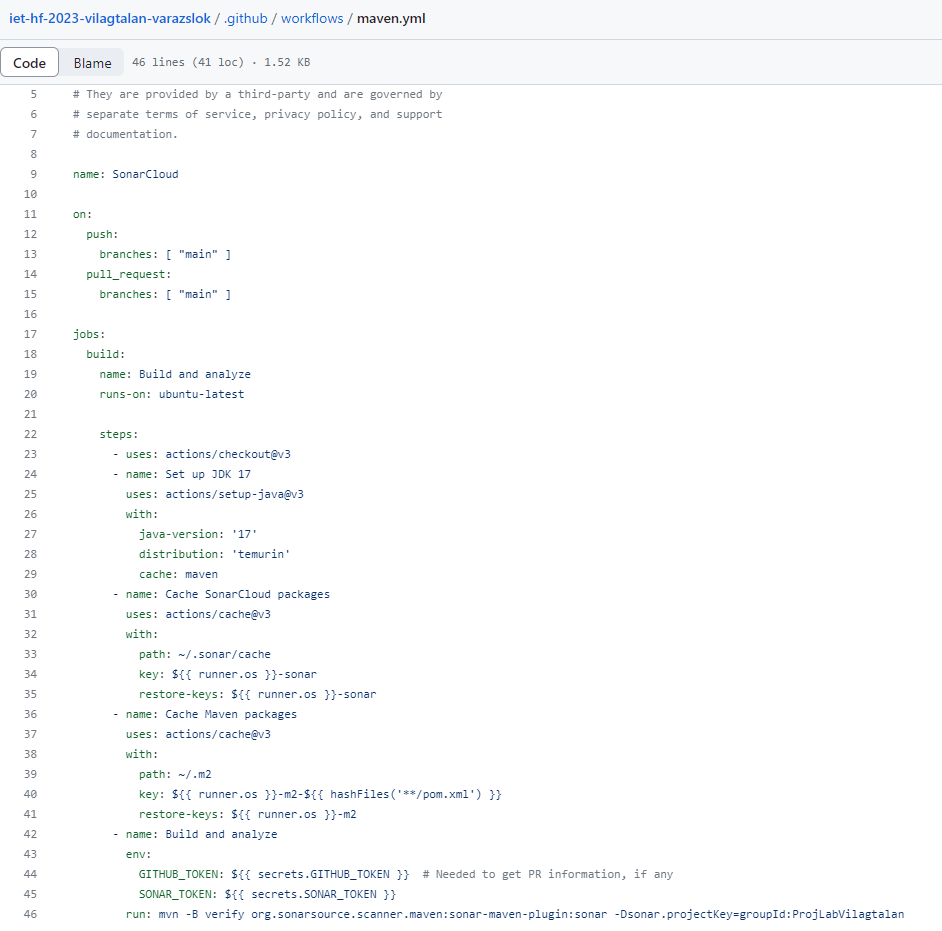 iet-hf-2023-vilagtalan-varazslok / .github / workflows / maven.yml
Code Blame 46 lines (41 loc) · 1.52 KB
5 # They are provided by a third-party and are governed by
6 # separate terms of service, privacy policy, and support
7 # documentation.
8
9 name: SonarCloud
10
11 on:
12   push:
13     branches: [ "main" ]
14   pull_request:
15     branches: [ "main" ]
16
17 jobs:
18   build:
19     name: Build and analyze
20     runs-on: ubuntu-latest
21
22     steps:
23       - uses: actions/checkout@v3
24       - name: Set up JDK 17
25         uses: actions/setup-java@v3
26         with:
27           java-version: '17'
28           distribution: 'temurin'
29           cache: maven
30       - name: Cache SonarCloud packages
31         uses: actions/cache@v3
32         with:
33           path: ~/.sonar/cache
34           key: ${{ runner.os }}-sonar
35           restore-keys: ${{ runner.os }}-sonar
36       - name: Cache Maven packages
37         uses: actions/cache@v3
38         with:
39           path: ~/.m2
40           key: ${{ runner.os }}-m2-${{ hashFiles('**/pom.xml') }}
41           restore-keys: ${{ runner.os }}-m2
42       - name: Build and analyze
43         env:
44           GITHUB_TOKEN: ${{ secrets.GITHUB_TOKEN }}  # Needed to get PR information, if any
45           SONAR_TOKEN: ${{ secrets.SONAR_TOKEN }}
46         run: mvn -B verify org.sonarsource.scanner.maven:sonar-maven-plugin:sonar -Dsonar.projectKey=groupId:ProjLabVilagtalan